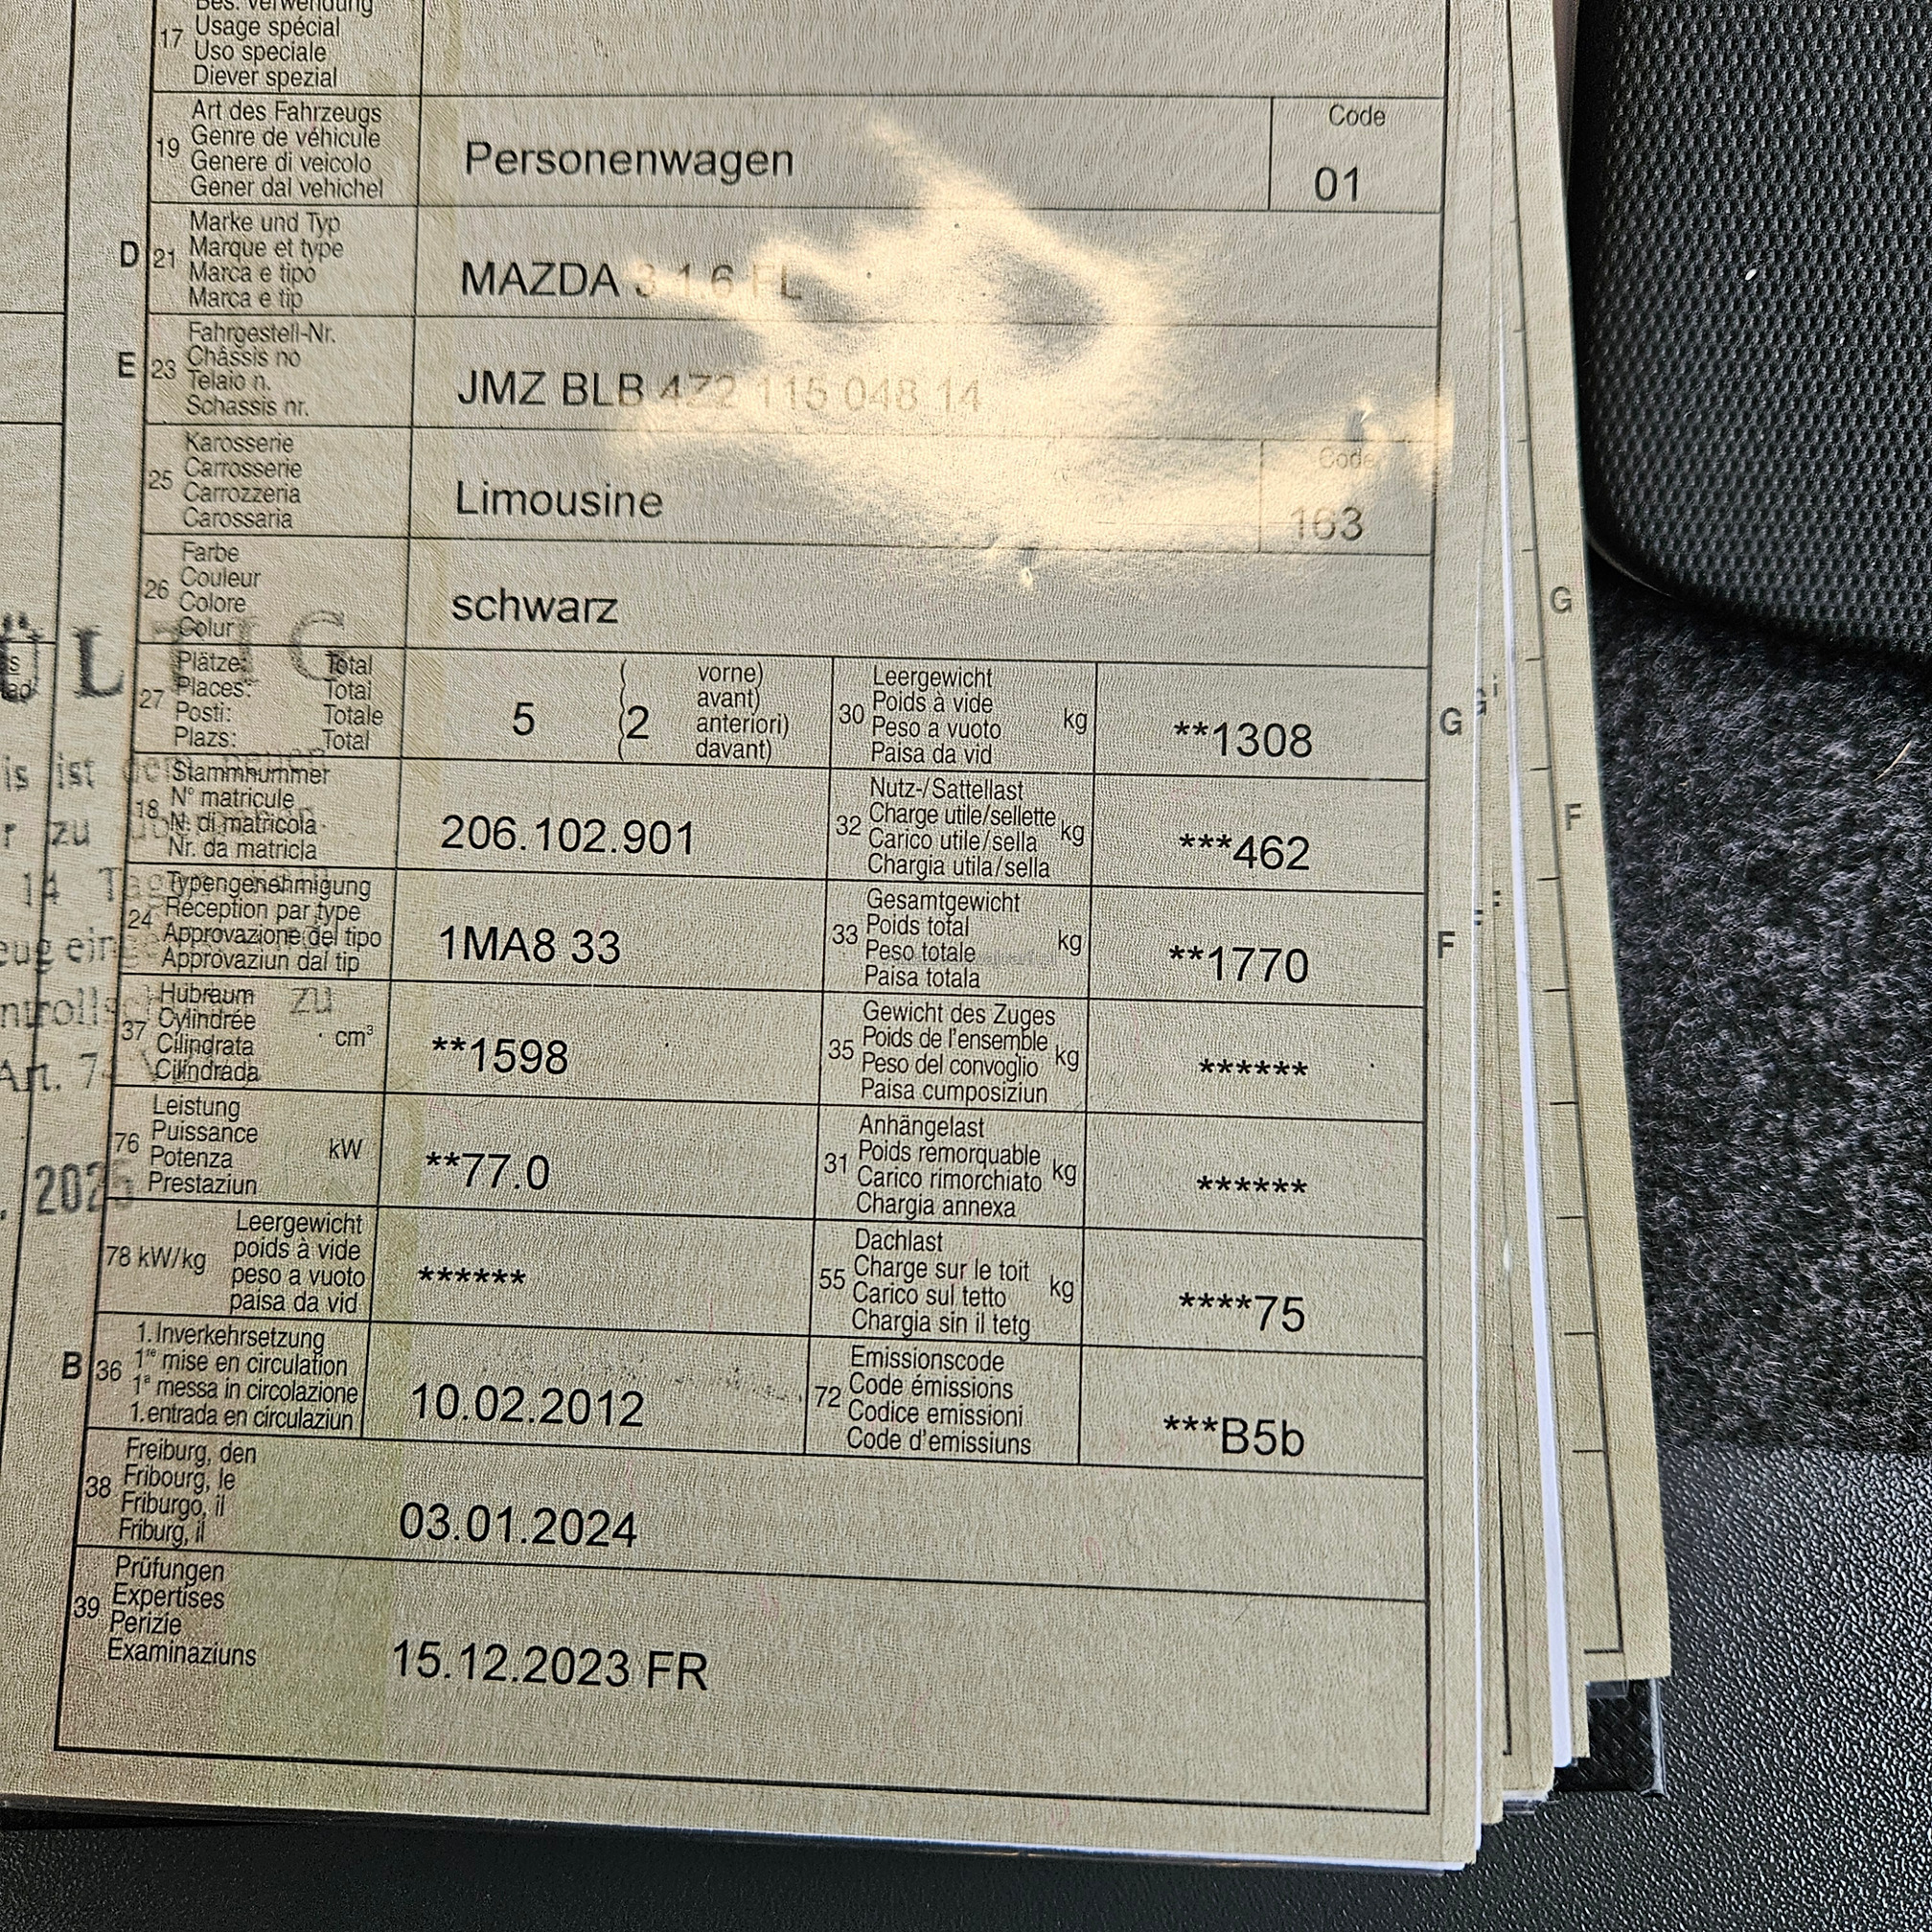 Bes. Verwendung
17 Usage spécial
Uso speciale
Diever spezial
19 Art des Fahrzeugs
Genre de véhicule
Genere di veicolo
Gener dal vehichel
Personenwagen
Code
01
D 21 Marke und Typ
Marque et type
Marca e tipo
Marca e tip
MAZDA 3 1.6 FL
E 23 Fahrgestell-Nr.
Châssis no
Telaio n.
Schassis nr.
JMZ BLB 4Z2 115 048 14
25 Karosserie
Carrosserie
Carrozzeria
Carossaria
Limousine
Code
163
26 Farbe
Couleur
Colore
Colur
schwarz
27 Plätze: Total
Places: Total
Posti: Totale
Plazs: Total
5 (2
vorne)
avant)
anteriori)
davant)
30 Leergewicht
Poids à vide
Peso a vuoto
Paisa da vid
kg
**1308
G
18 Stammnummer
N° matricule
N. di matricola
Nr. da matricla
206.102.901
32 Nutz-/Sattellast
Charge utile/sellette
Carico utile/sella
Chargia utila/sella
kg
***462
24 Typengenehmigung
Réception par type
Approvazione del tipo
Approvaziun dal tip
1MA8 33
33 Gesamtgewicht
Poids total
Peso totale
Paisa totala
kg
**1770
F
37 Hubraum
Cylindrée
Cilindrata
Cilindrada
cm³
**1598
35 Gewicht des Zuges
Poids de l'ensemble
Peso del convoglio
Paisa cumposiziun
kg
******
76 Leistung
Puissance
Potenza
Prestaziun
kW
**77.0
31 Anhängelast
Poids remorquable
Carico rimorchiato
Chargia annexa
kg
******
78 kW/kg
Leergewicht
poids à vide
peso a vuoto
paisa da vid
******
55 Dachlast
Charge sur le toit
Carico sul tetto
Chargia sin il tetg
kg
****75
B 36 1. Inverkehrsetzung
1re mise en circulation
1a messa in circolazione
1. entrada en circulaziun
10.02.2012
72 Emissionscode
Code émissions
Codice emissioni
Code d'emissiuns
***B5b
38 Freiburg, den
Fribourg, le
Friburgo, il
Friburg, il
03.01.2024
39 Prüfungen
Expertises
Perizie
Examinaziuns
15.12.2023 FR
ÜLTIG
is ist
r zu
14 Tag
eug ein
zu
Art. 7
2025
G
F